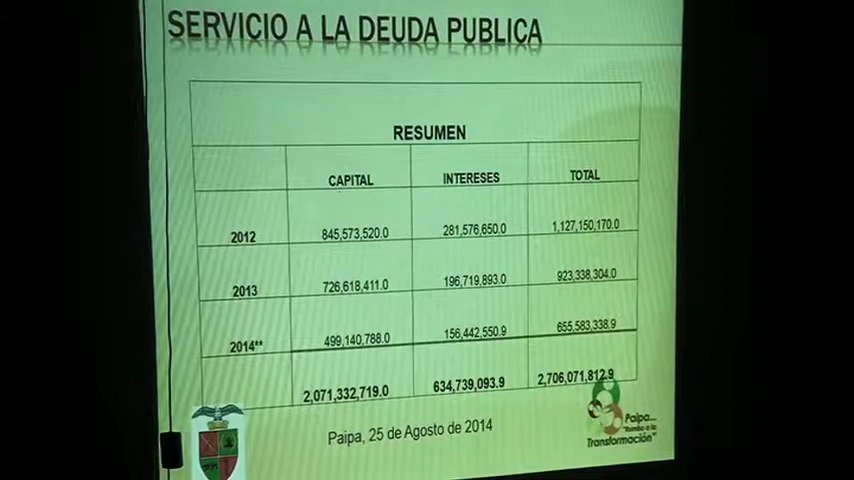 SERVICIO A LA DEUDA PUBLICA
RESUMEN
CAPITAL INTERESES TOTAL
2012 845,573,520.0 281,576,650.0 1,127,150,170.0
2013 726,618,411.0 196,719,893.0 923,338,304.0
2014** 499,140,788.0 156,442,550.9 655,583,338.9
2,071,332,719.0 634,739,093.9 2,706,071,812.9
Paipa, 25 de Agosto de 2014
Paipa...
"Rumbo a la
Transformación"